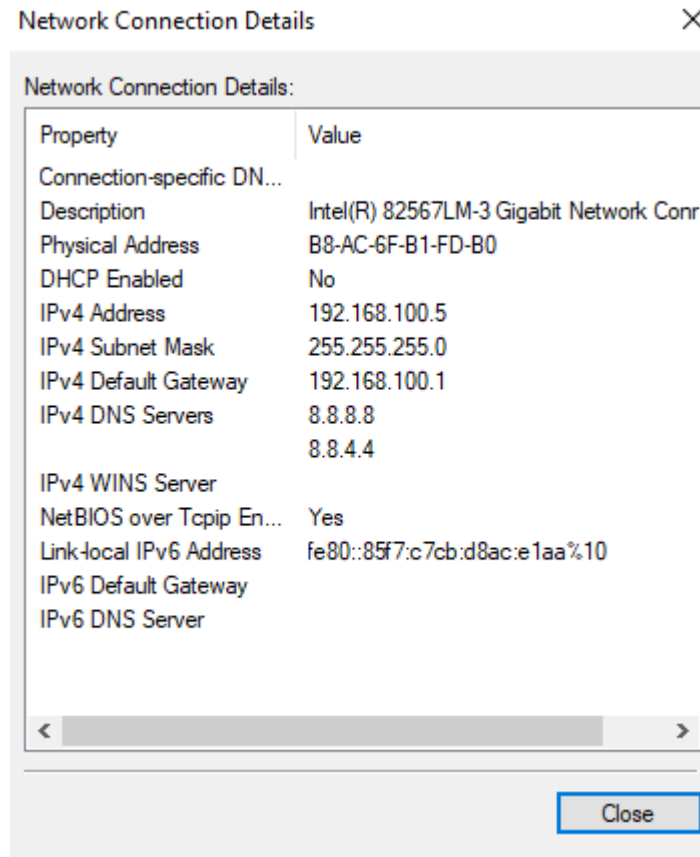 Network Connection Details
Network Connection Details:
Property Value
Connection-specific DN...
Description Intel(R) 82567LM-3 Gigabit Network Conr
Physical Address B8-AC-6F-B1-FD-B0
DHCP Enabled No
IPv4 Address 192.168.100.5
IPv4 Subnet Mask 255.255.255.0
IPv4 Default Gateway 192.168.100.1
IPv4 DNS Servers 8.8.8.8
8.8.4.4
IPv4 WINS Server
NetBIOS over Tcpip En... Yes
Link-local IPv6 Address fe80::85f7:c7cb:d8ac:e1aa%10
IPv6 Default Gateway
IPv6 DNS Server
Close